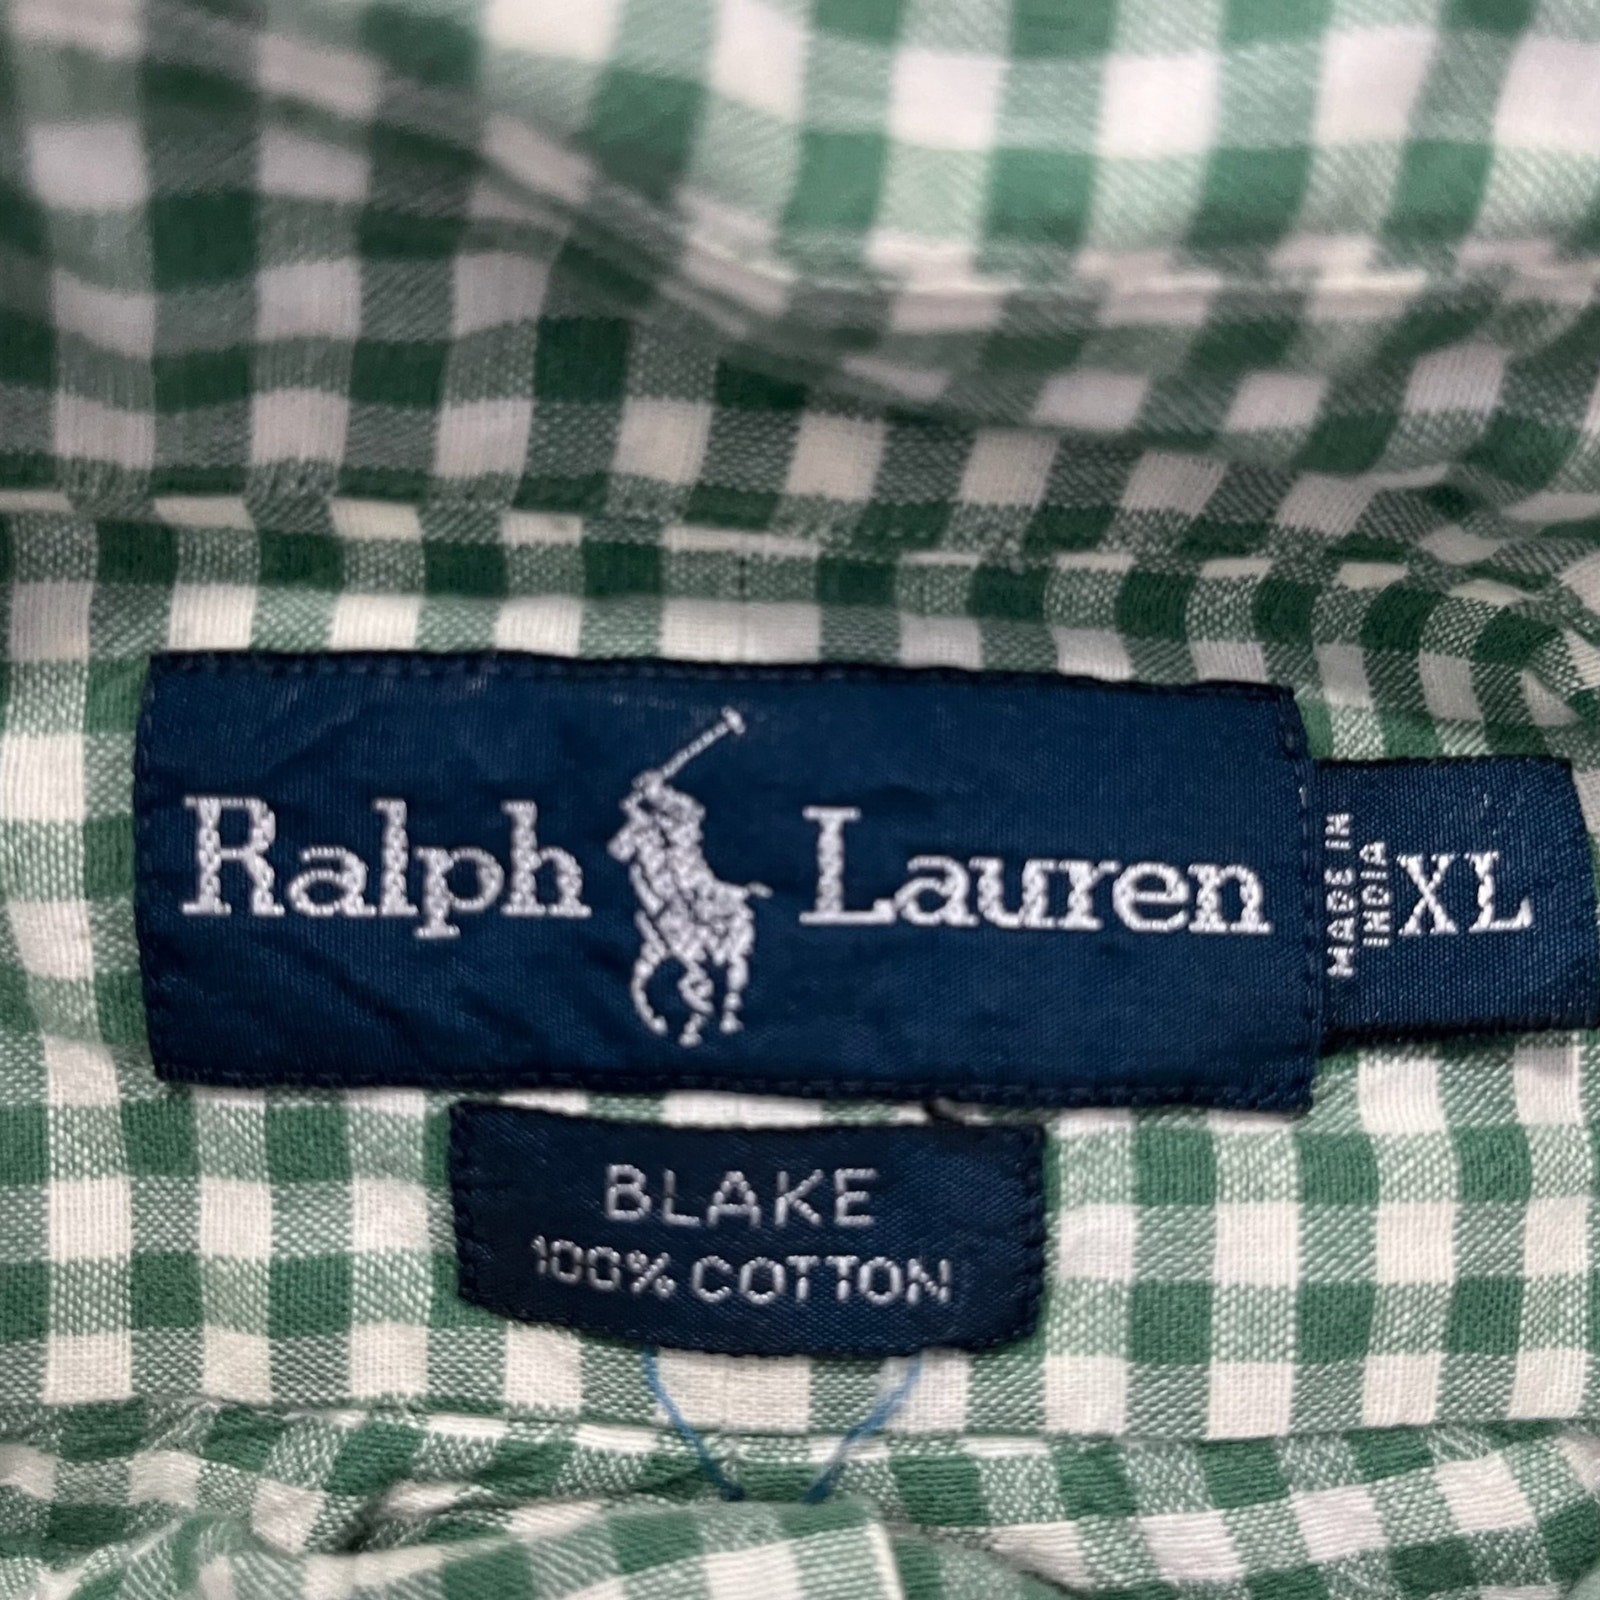 Ralph Lauren
MADE IN
INDIA
XL
BLAKE
100% COTTON